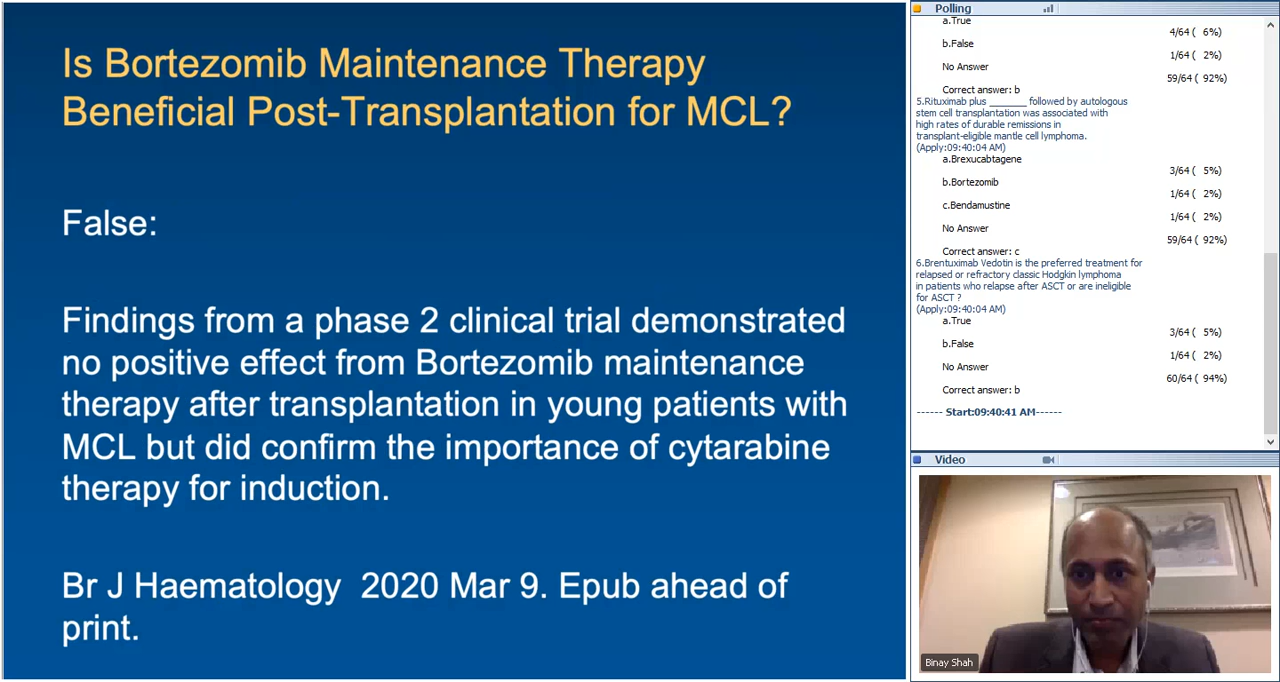 Is Bortezomib Maintenance Therapy
Beneficial Post-Transplantation for MCL?
False:
Findings from a phase 2 clinical trial demonstrated
no positive effect from Bortezomib maintenance
therapy after transplantation in young patients with
MCL but did confirm the importance of cytarabine
therapy for induction.
Br J Haematology 2020 Mar 9. Epub ahead of
print.
Polling
a.True
4/64 ( 6%)
b.False
1/64 ( 2%)
No Answer
59/64 ( 92%)
Correct answer: b
5.Rituximab plus _______ followed by autologous
stem cell transplantation was associated with
high rates of durable remissions in
transplant-eligible mantle cell lymphoma.
(Apply:09:40:04 AM)
a.Brexucabtagene
3/64 ( 5%)
b.Bortezomib
1/64 ( 2%)
c.Bendamustine
1/64 ( 2%)
No Answer
59/64 ( 92%)
Correct answer: c
6.Brentuximab Vedotin is the preferred treatment for
relapsed or refractory classic Hodgkin lymphoma
in patients who relapse after ASCT or are ineligible
for ASCT ?
(Apply:09:40:04 AM)
a.True
3/64 ( 5%)
b.False
1/64 ( 2%)
No Answer
60/64 ( 94%)
Correct answer: b
------ Start:09:40:41 AM------
Video
Binay Shah